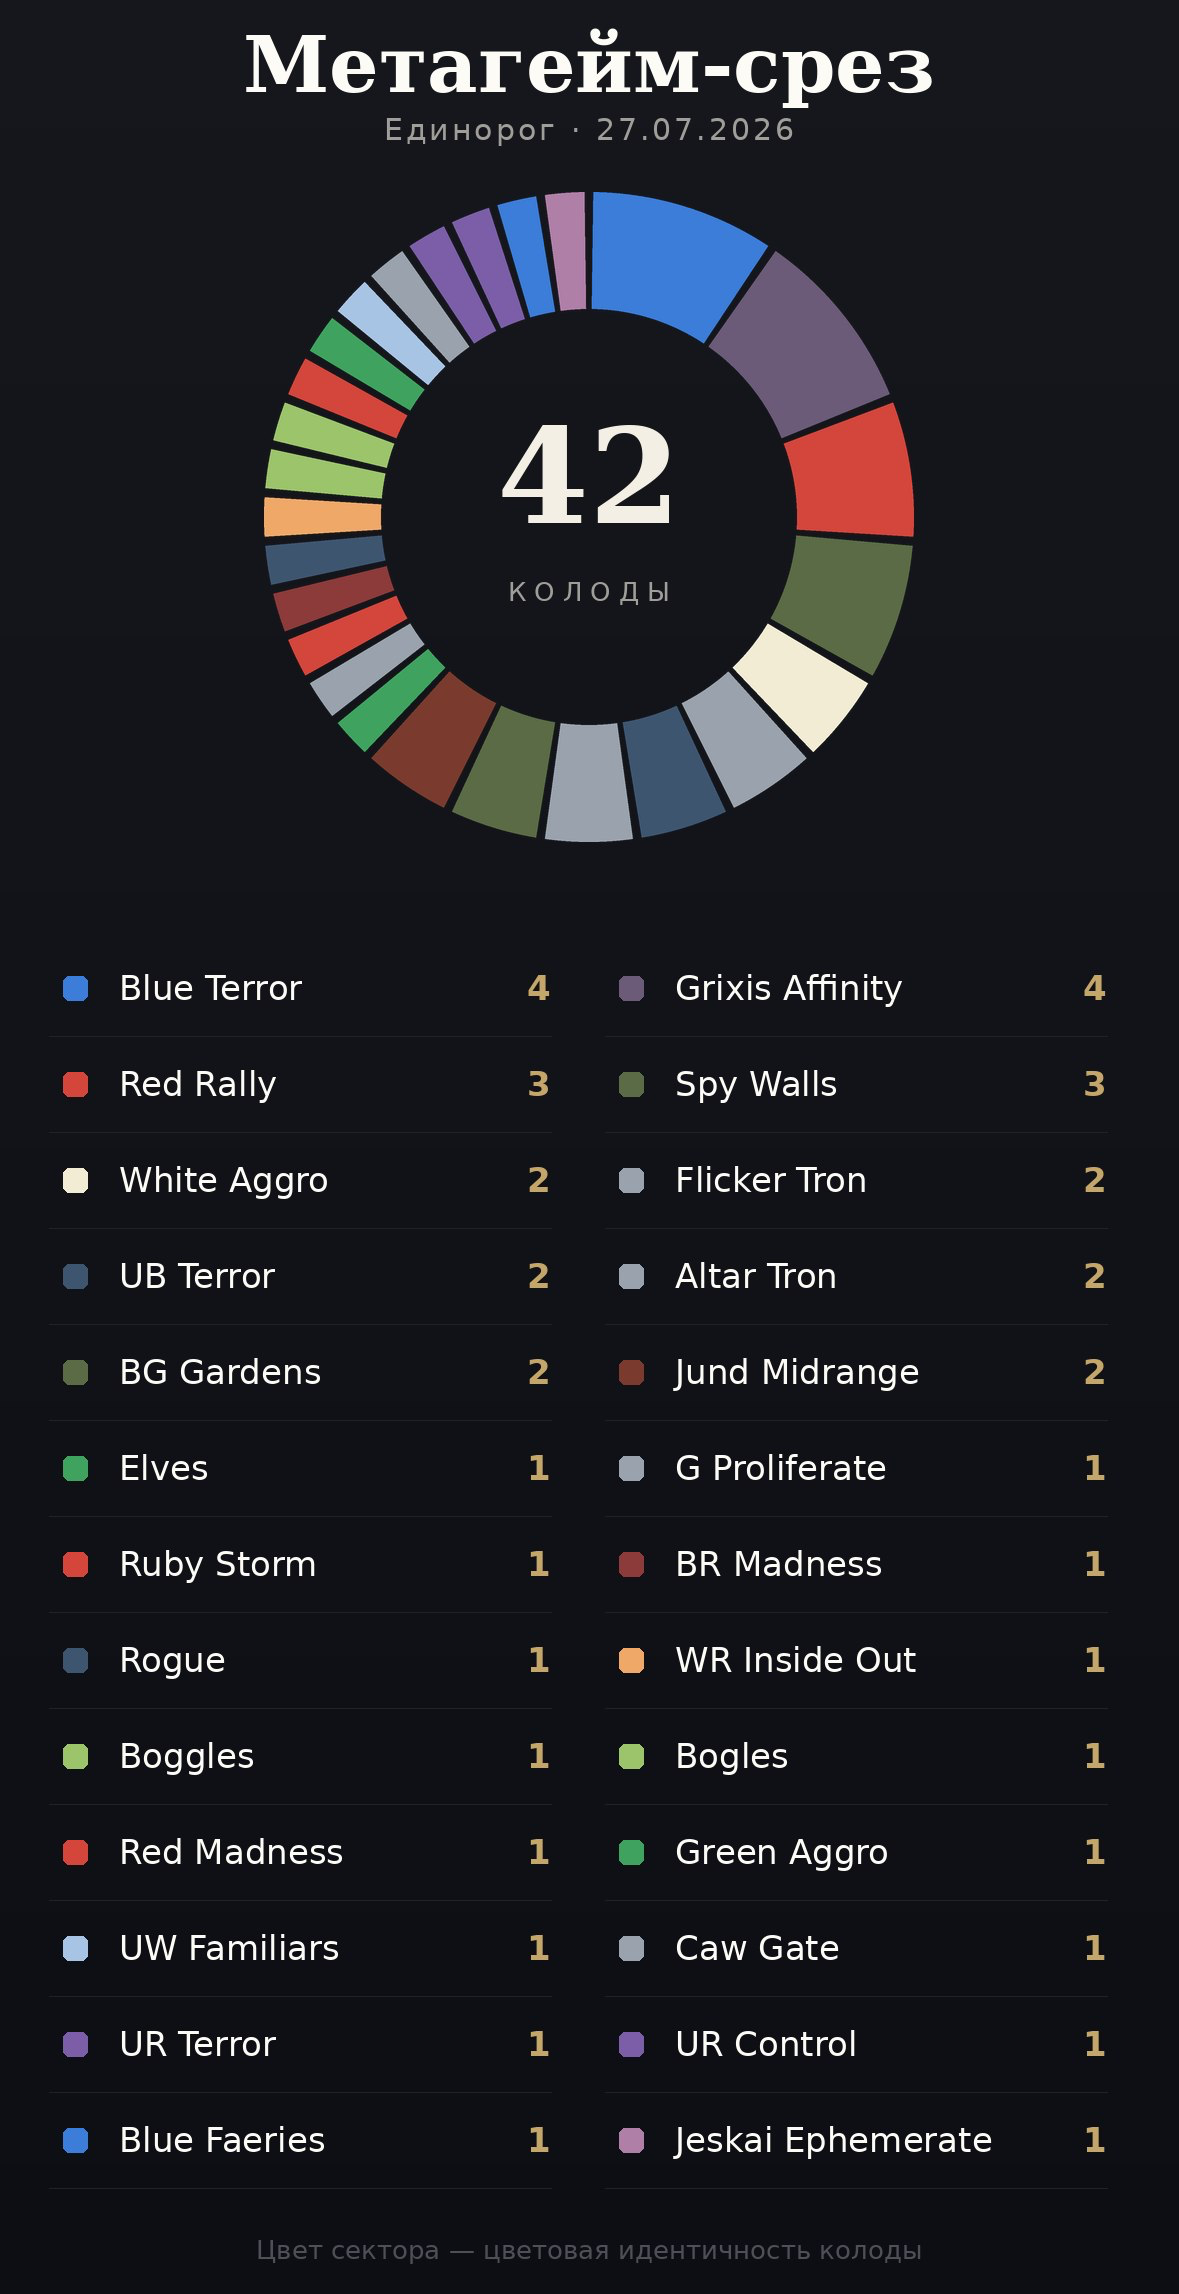 Метагейм-срез
Единорог · 27.07.2026
42
КОЛОДЫ
Blue Terror 4 Grixis Affinity 4
Red Rally 3 Spy Walls 3
White Aggro 2 Flicker Tron 2
UB Terror 2 Altar Tron 2
BG Gardens 2 Jund Midrange 2
Elves 1 G Proliferate 1
Ruby Storm 1 BR Madness 1
Rogue 1 WR Inside Out 1
Boggles 1 Bogles 1
Red Madness 1 Green Aggro 1
UW Familiars 1 Caw Gate 1
UR Terror 1 UR Control 1
Blue Faeries 1 Jeskai Ephemerate 1
Цвет сектора — цветовая идентичность колоды